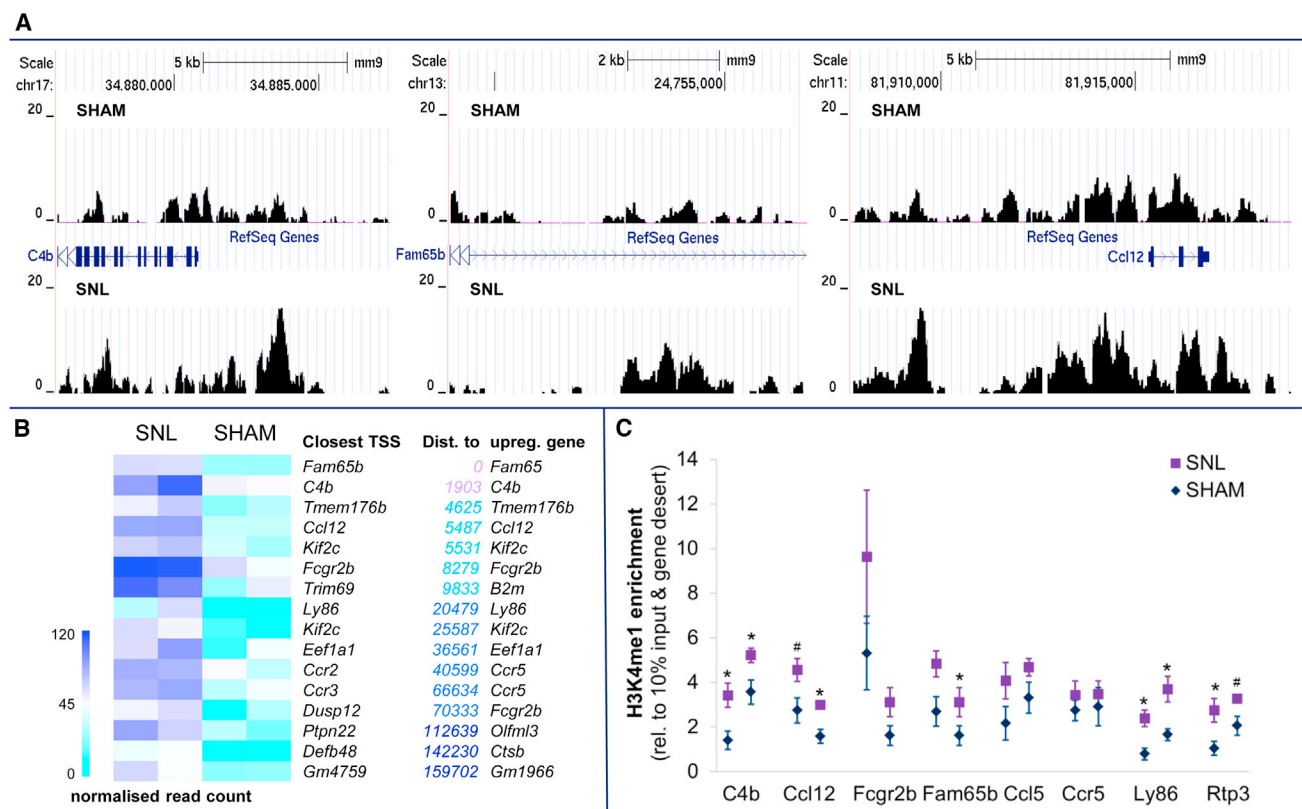 A
Scale 5 kb mm9
chr17: 34,880,000 34,885,000
20
SHAM
0
RefSeq Genes
C4b
20
SNL
0
Scale 2 kb mm9
chr13: 24,755,000
20
SHAM
0
RefSeq Genes
Fam65b
20
SNL
0
Scale 5 kb mm9
chr11: 81,910,000 81,915,000
20
SHAM
0
RefSeq Genes
Ccl12
20
SNL
0
B
SNL SHAM Closest TSS Dist. to upreg. gene
Fam65b 0 Fam65
C4b 1903 C4b
Tmem176b 4625 Tmem176b
Ccl12 5487 Ccl12
Kif2c 5531 Kif2c
Fcgr2b 8279 Fcgr2b
Trim69 9833 B2m
Ly86 20479 Ly86
Kif2c 25587 Kif2c
Eef1a1 36561 Eef1a1
Ccr2 40599 Ccr5
Ccr3 66634 Ccr5
Dusp12 70333 Fcgr2b
Ptpn22 112639 Olfml3
Defb48 142230 Ctsb
Gm4759 159702 Gm1966
120
45
0
normalised read count
C
H3K4me1 enrichment
(rel. to 10% input & gene desert)
14
12
10
8
6
4
2
0
SNL
SHAM
* * # * * * * * #
C4b Ccl12 Fcgr2b Fam65b Ccl5 Ccr5 Ly86 Rtp3